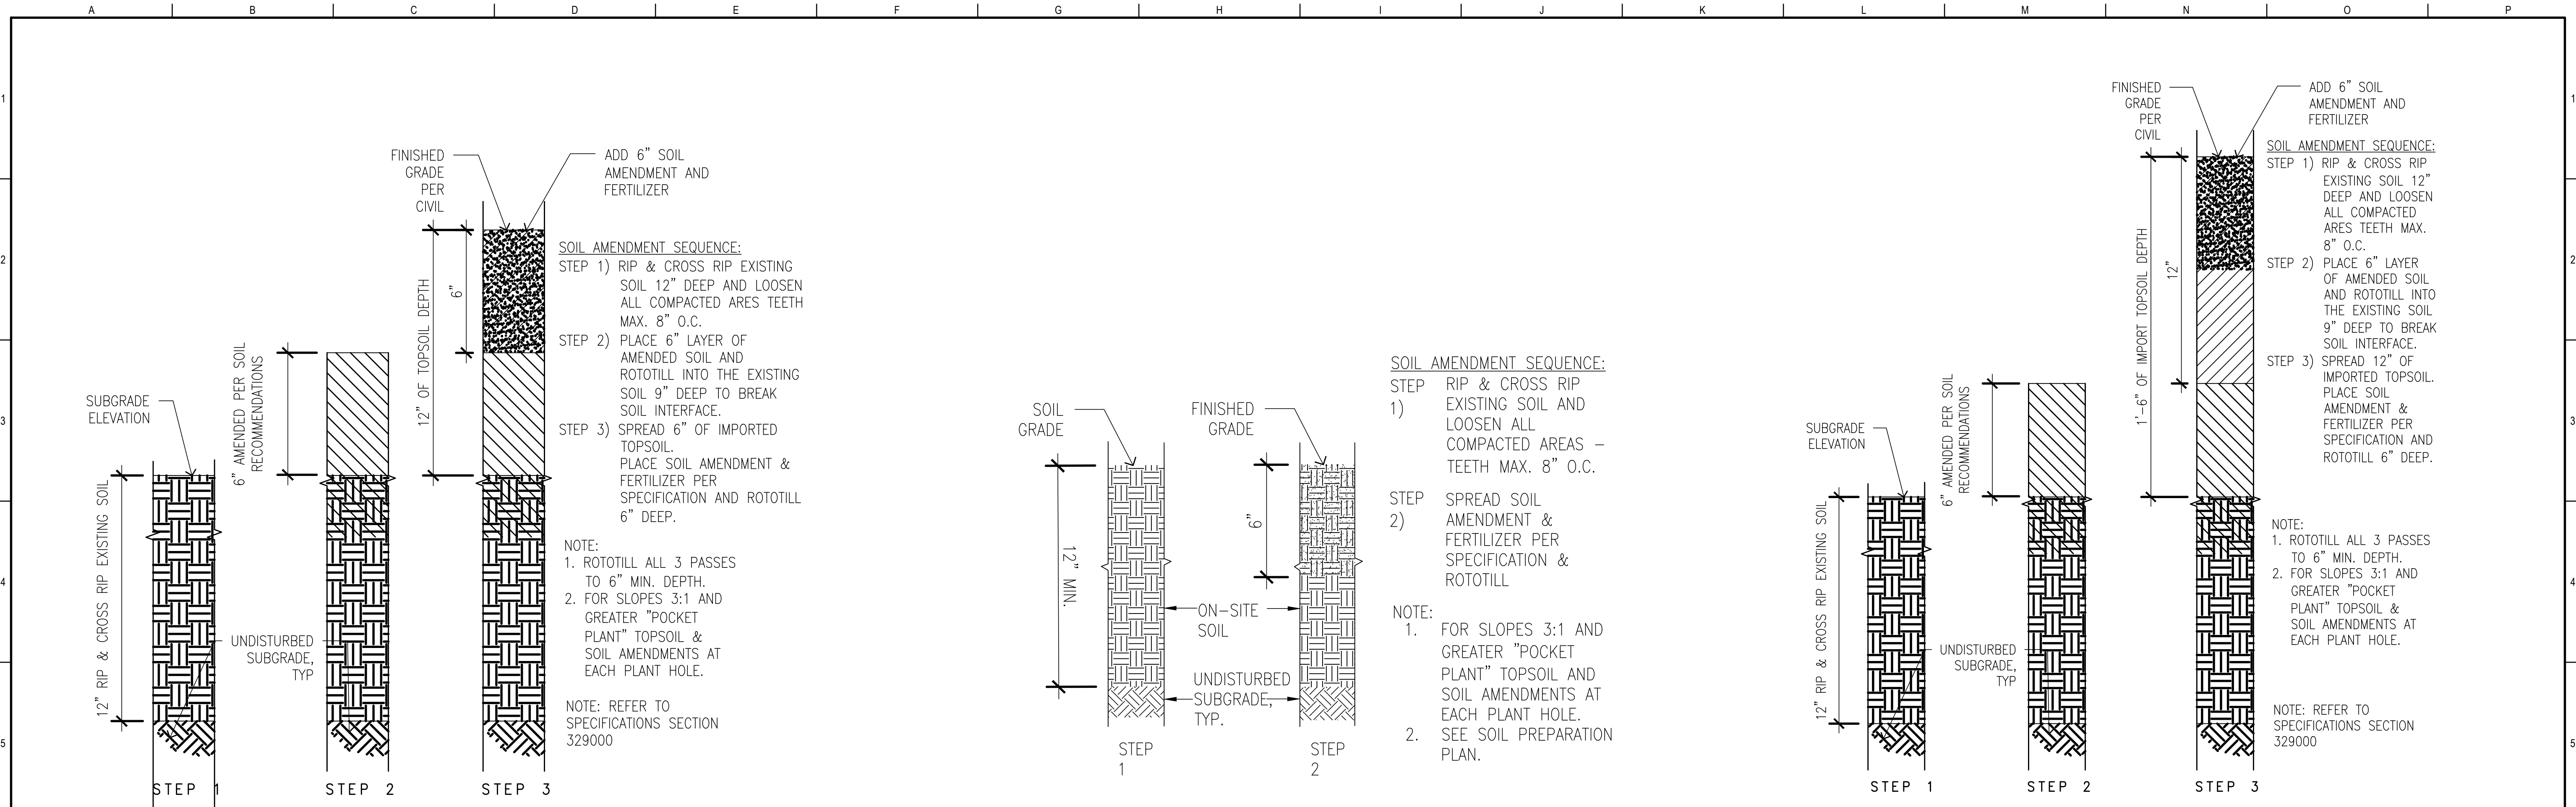 A B C D E F G H I J K L M N O P
1
2
3
4
5
FINISHED
GRADE
PER
CIVIL
ADD 6" SOIL
AMENDMENT AND
FERTILIZER
12" OF TOPSOIL DEPTH
6"
6" AMENDED PER SOIL
RECOMMENDATIONS
SUBGRADE
ELEVATION
12" RIP & CROSS RIP EXISTING SOIL
UNDISTURBED
SUBGRADE,
TYP
STEP 1
STEP 2
STEP 3
SOIL AMENDMENT SEQUENCE:
STEP 1) RIP & CROSS RIP EXISTING
SOIL 12" DEEP AND LOOSEN
ALL COMPACTED ARES TEETH
MAX. 8" O.C.
STEP 2) PLACE 6" LAYER OF
AMENDED SOIL AND
ROTOTILL INTO THE EXISTING
SOIL 9" DEEP TO BREAK
SOIL INTERFACE.
STEP 3) SPREAD 6" OF IMPORTED
TOPSOIL.
PLACE SOIL AMENDMENT &
FERTILIZER PER
SPECIFICATION AND ROTOTILL
6" DEEP.
NOTE:
1. ROTOTILL ALL 3 PASSES
TO 6" MIN. DEPTH.
2. FOR SLOPES 3:1 AND
GREATER "POCKET
PLANT" TOPSOIL &
SOIL AMENDMENTS AT
EACH PLANT HOLE.
NOTE: REFER TO
SPECIFICATIONS SECTION
329000
SOIL
GRADE
12" MIN.
FINISHED
GRADE
6"
ON-SITE
SOIL
UNDISTURBED
SUBGRADE,
TYP.
STEP
1
STEP
2
SOIL AMENDMENT SEQUENCE:
STEP RIP & CROSS RIP
1) EXISTING SOIL AND
LOOSEN ALL
COMPACTED AREAS –
TEETH MAX. 8" O.C.
STEP SPREAD SOIL
2) AMENDMENT &
FERTILIZER PER
SPECIFICATION &
ROTOTILL
NOTE:
1. FOR SLOPES 3:1 AND
GREATER "POCKET
PLANT" TOPSOIL AND
SOIL AMENDMENTS AT
EACH PLANT HOLE.
2. SEE SOIL PREPARATION
PLAN.
FINISHED
GRADE
PER
CIVIL
ADD 6" SOIL
AMENDMENT AND
FERTILIZER
1'-6" OF IMPORT TOPSOIL DEPTH
12"
6" AMENDED PER SOIL
RECOMMENDATIONS
SUBGRADE
ELEVATION
12" RIP & CROSS RIP EXISTING SOIL
UNDISTURBED
SUBGRADE,
TYP
STEP 1
STEP 2
STEP 3
SOIL AMENDMENT SEQUENCE:
STEP 1) RIP & CROSS RIP
EXISTING SOIL 12"
DEEP AND LOOSEN
ALL COMPACTED
ARES TEETH MAX.
8" O.C.
STEP 2) PLACE 6" LAYER
OF AMENDED SOIL
AND ROTOTILL INTO
THE EXISTING SOIL
9" DEEP TO BREAK
SOIL INTERFACE.
STEP 3) SPREAD 12" OF
IMPORTED TOPSOIL.
PLACE SOIL
AMENDMENT &
FERTILIZER PER
SPECIFICATION AND
ROTOTILL 6" DEEP.
NOTE:
1. ROTOTILL ALL 3 PASSES
TO 6" MIN. DEPTH.
2. FOR SLOPES 3:1 AND
GREATER "POCKET
PLANT" TOPSOIL &
SOIL AMENDMENTS AT
EACH PLANT HOLE.
NOTE: REFER TO
SPECIFICATIONS SECTION
329000
1
2
3
4
5